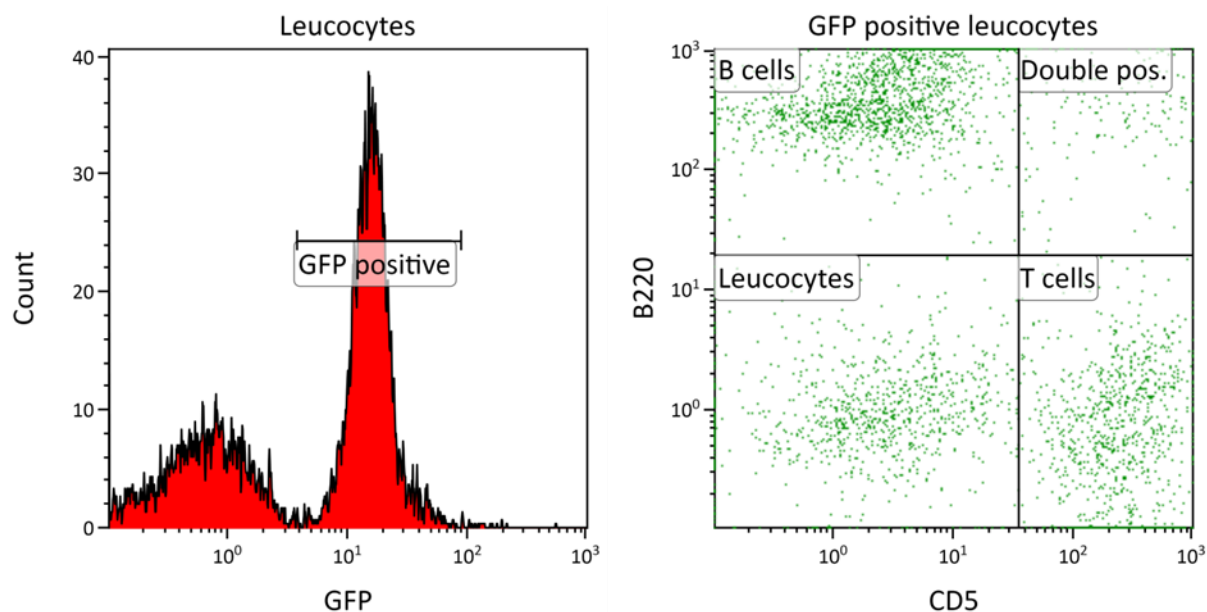 Leucocytes
40
30
20
10
0
Count
GFP positive
10⁰
10¹
10²
10³
GFP
GFP positive leucocytes
B cells
Double pos.
Leucocytes
T cells
10³
10²
10¹
10⁰
B220
10⁰
10¹
10²
10³
CD5